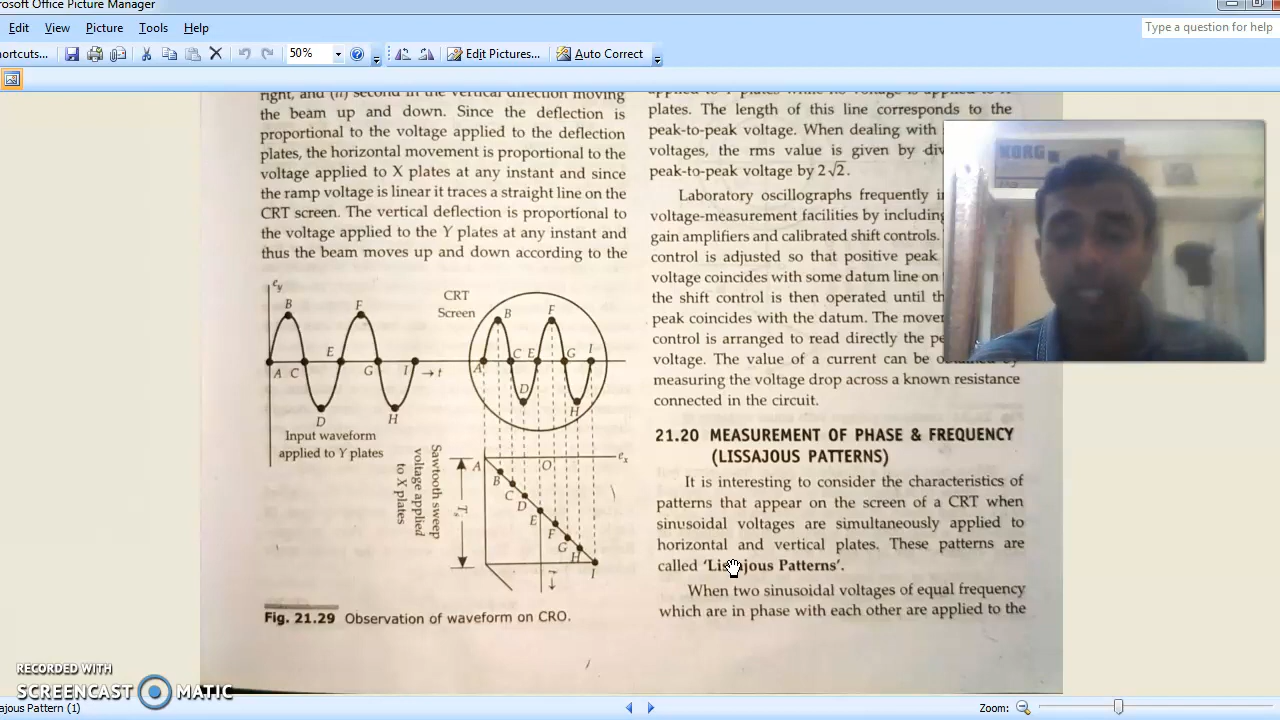 rosoft Office Picture Manager
Edit View Picture Tools Help
Type a question for help
ortcuts... 50% Edit Pictures... Auto Correct
right, and (ii) second in the vertical direction moving
the beam up and down. Since the deflection is
proportional to the voltage applied to the deflection
plates, the horizontal movement is proportional to the
voltage applied to X plates at any instant and since
the ramp voltage is linear it traces a straight line on the
CRT screen. The vertical deflection is proportional to
the voltage applied to the Y plates at any instant and
thus the beam moves up and down according to the
e_y
B F
E
A C G I → t
D H
Input waveform
applied to Y plates
CRT
Screen
B F
A C E G I
D H
Sawtooth sweep
voltage applied
to X plates
T_s
A O e_x
B
C
D
E
F
G
H
I
Fig. 21.29 Observation of waveform on CRO.
plates. The length of this line corresponds to the
peak-to-peak voltage. When dealing with
voltages, the rms value is given by div
peak-to-peak voltage by 2√2.
Laboratory oscillographs frequently in
voltage-measurement facilities by including
gain amplifiers and calibrated shift controls.
control is adjusted so that positive peak
voltage coincides with some datum line on
the shift control is then operated until th
peak coincides with the datum. The move
control is arranged to read directly the pe
voltage. The value of a current can be obtained by
measuring the voltage drop across a known resistance
connected in the circuit.
21.20 MEASUREMENT OF PHASE & FREQUENCY
(LISSAJOUS PATTERNS)
It is interesting to consider the characteristics of
patterns that appear on the screen of a CRT when
sinusoidal voltages are simultaneously applied to
horizontal and vertical plates. These patterns are
called 'Lissajous Patterns'.
When two sinusoidal voltages of equal frequency
which are in phase with each other are applied to the
KORG
RECORDED WITH
SCREENCAST MATIC
ajous Pattern (1)
Zoom: